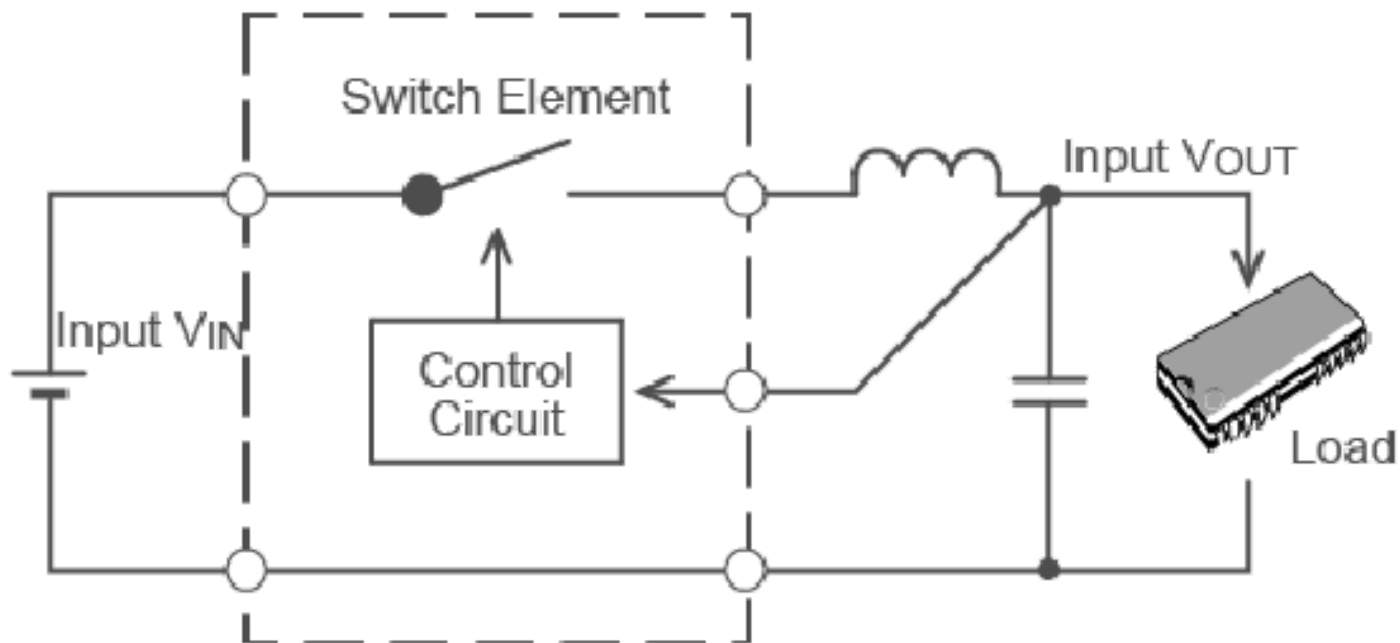 Switch Element
Input VOUT
Input VIN
Control
Circuit
Load